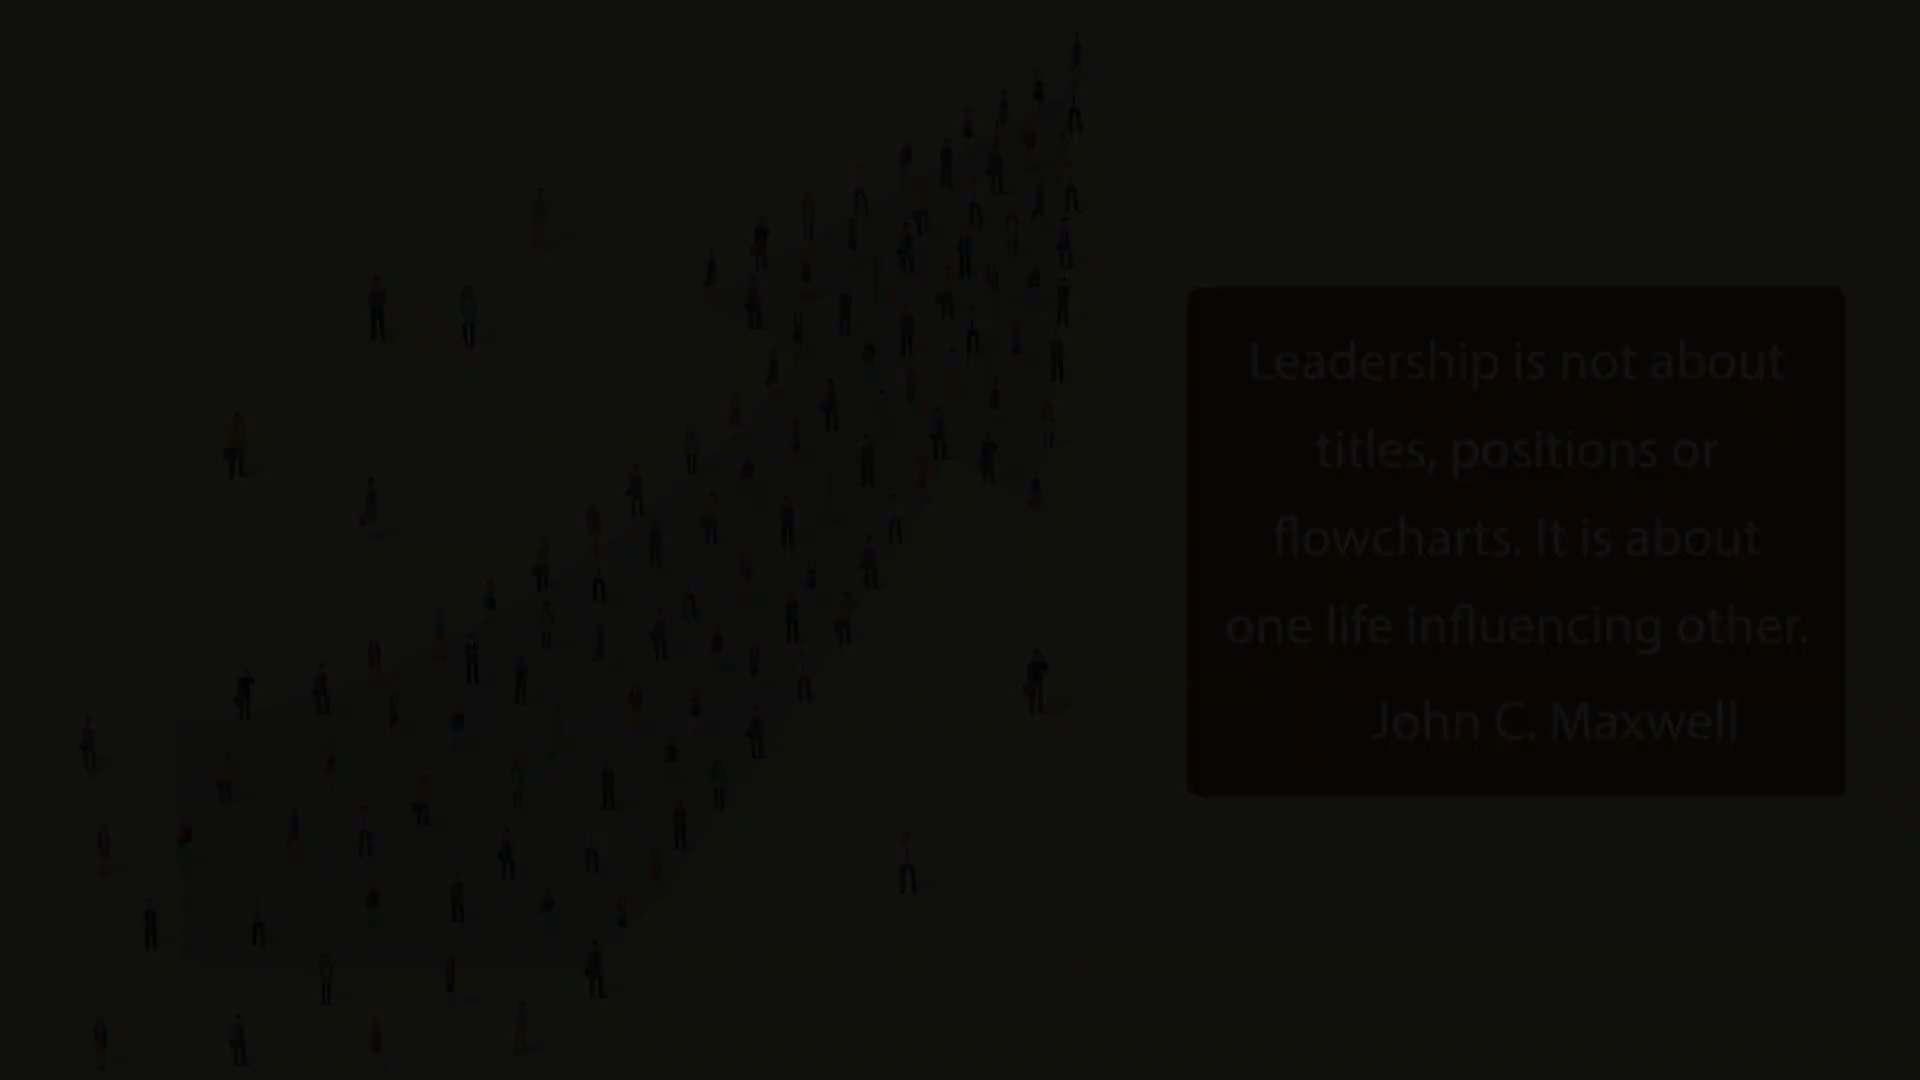 Leadership is not about
titles, positions or
flowcharts. It is about
one life influencing other.
John C. Maxwell